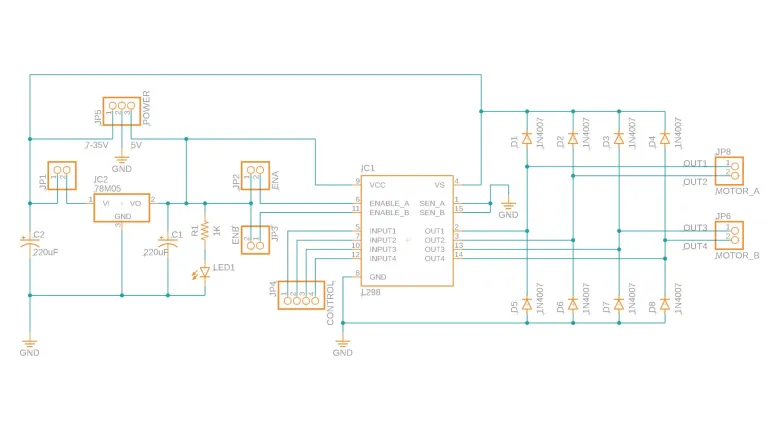 JP5
1
2
3
POWER
7-35V
5V
GND
JP1
1
2
IC2
78M05
1
VI
VO
2
GND
3
C2
220uF
C1
220uF
R1
1K
LED1
GND
JP2
1
2
ENA
ENB
2
1
JP3
JP4
1
2
3
4
CONTROL
IC1
9
VCC
VS
4
6
ENABLE_A
SEN_A
1
11
ENABLE_B
SEN_B
15
5
INPUT1
OUT1
2
7
INPUT2
OUT2
3
10
INPUT3
OUT3
13
12
INPUT4
OUT4
14
8
GND
L298
GND
GND
D1
1N4007
D2
1N4007
D3
1N4007
D4
1N4007
D5
1N4007
D6
1N4007
D7
1N4007
D8
1N4007
JP8
OUT1
1
OUT2
2
MOTOR_A
JP6
OUT3
1
OUT4
2
MOTOR_B